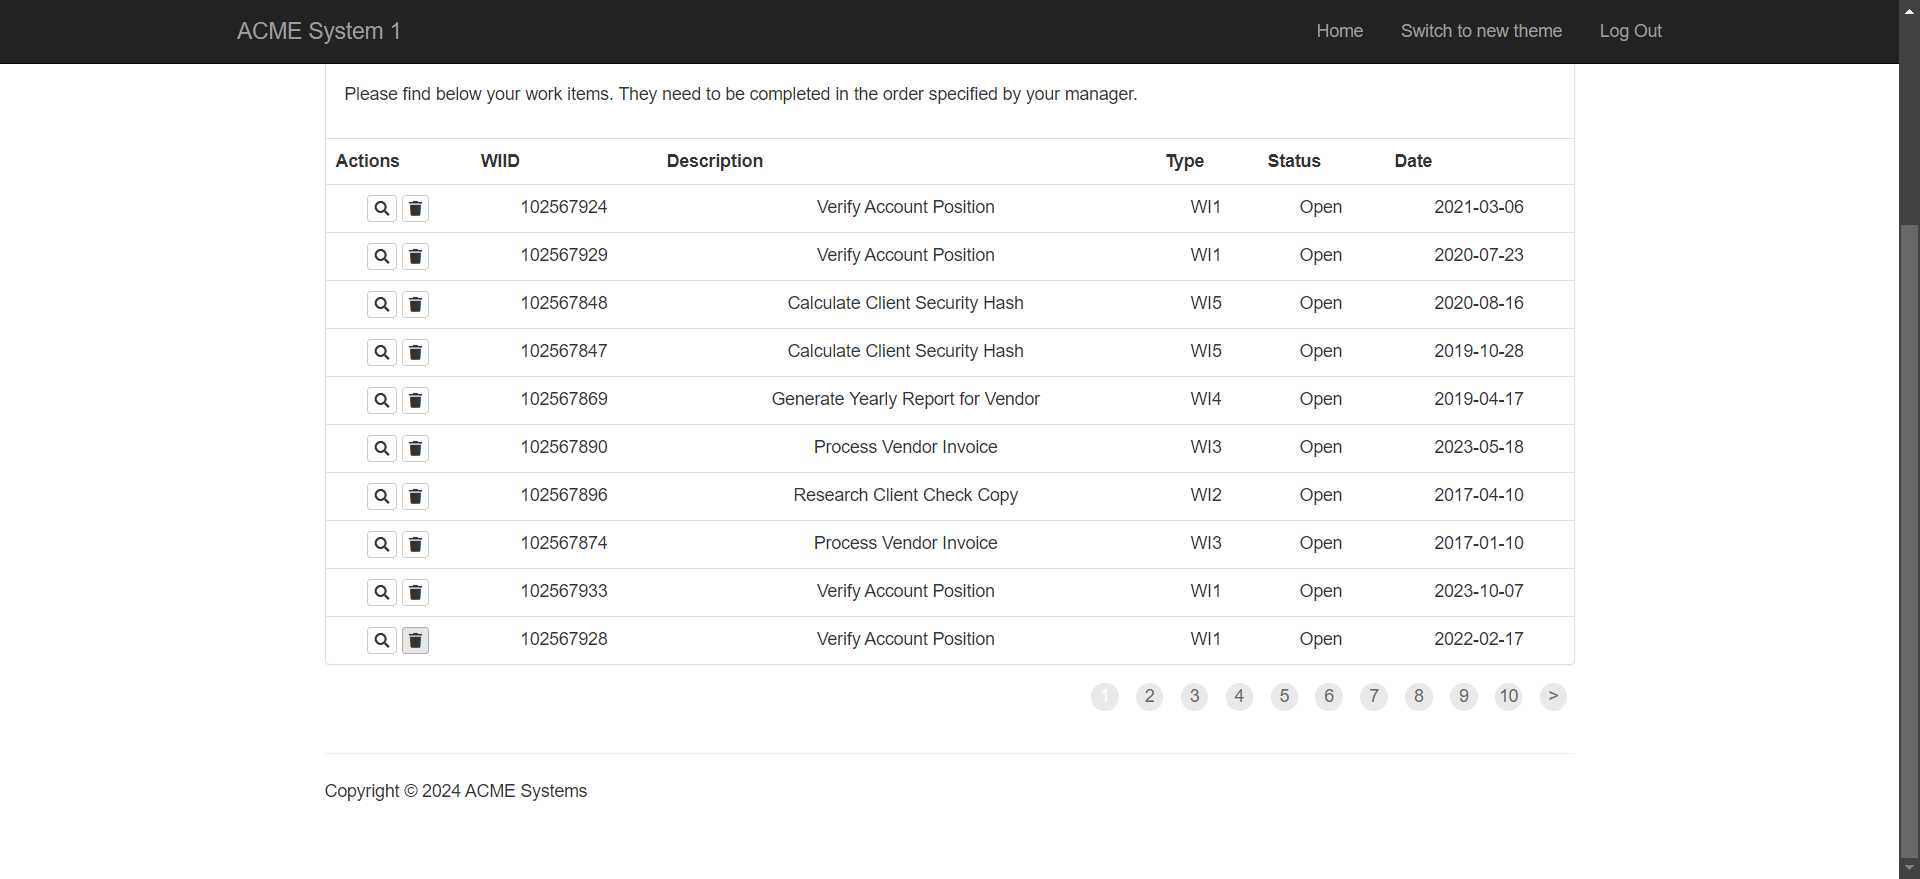 ACME System 1 Home Switch to new theme Log Out
Please find below your work items. They need to be completed in the order specified by your manager.
Actions WIID Description Type Status Date
102567924 Verify Account Position WI1 Open 2021-03-06
102567929 Verify Account Position WI1 Open 2020-07-23
102567848 Calculate Client Security Hash WI5 Open 2020-08-16
102567847 Calculate Client Security Hash WI5 Open 2019-10-28
102567869 Generate Yearly Report for Vendor WI4 Open 2019-04-17
102567890 Process Vendor Invoice WI3 Open 2023-05-18
102567896 Research Client Check Copy WI2 Open 2017-04-10
102567874 Process Vendor Invoice WI3 Open 2017-01-10
102567933 Verify Account Position WI1 Open 2023-10-07
102567928 Verify Account Position WI1 Open 2022-02-17
1 2 3 4 5 6 7 8 9 10 >
Copyright © 2024 ACME Systems